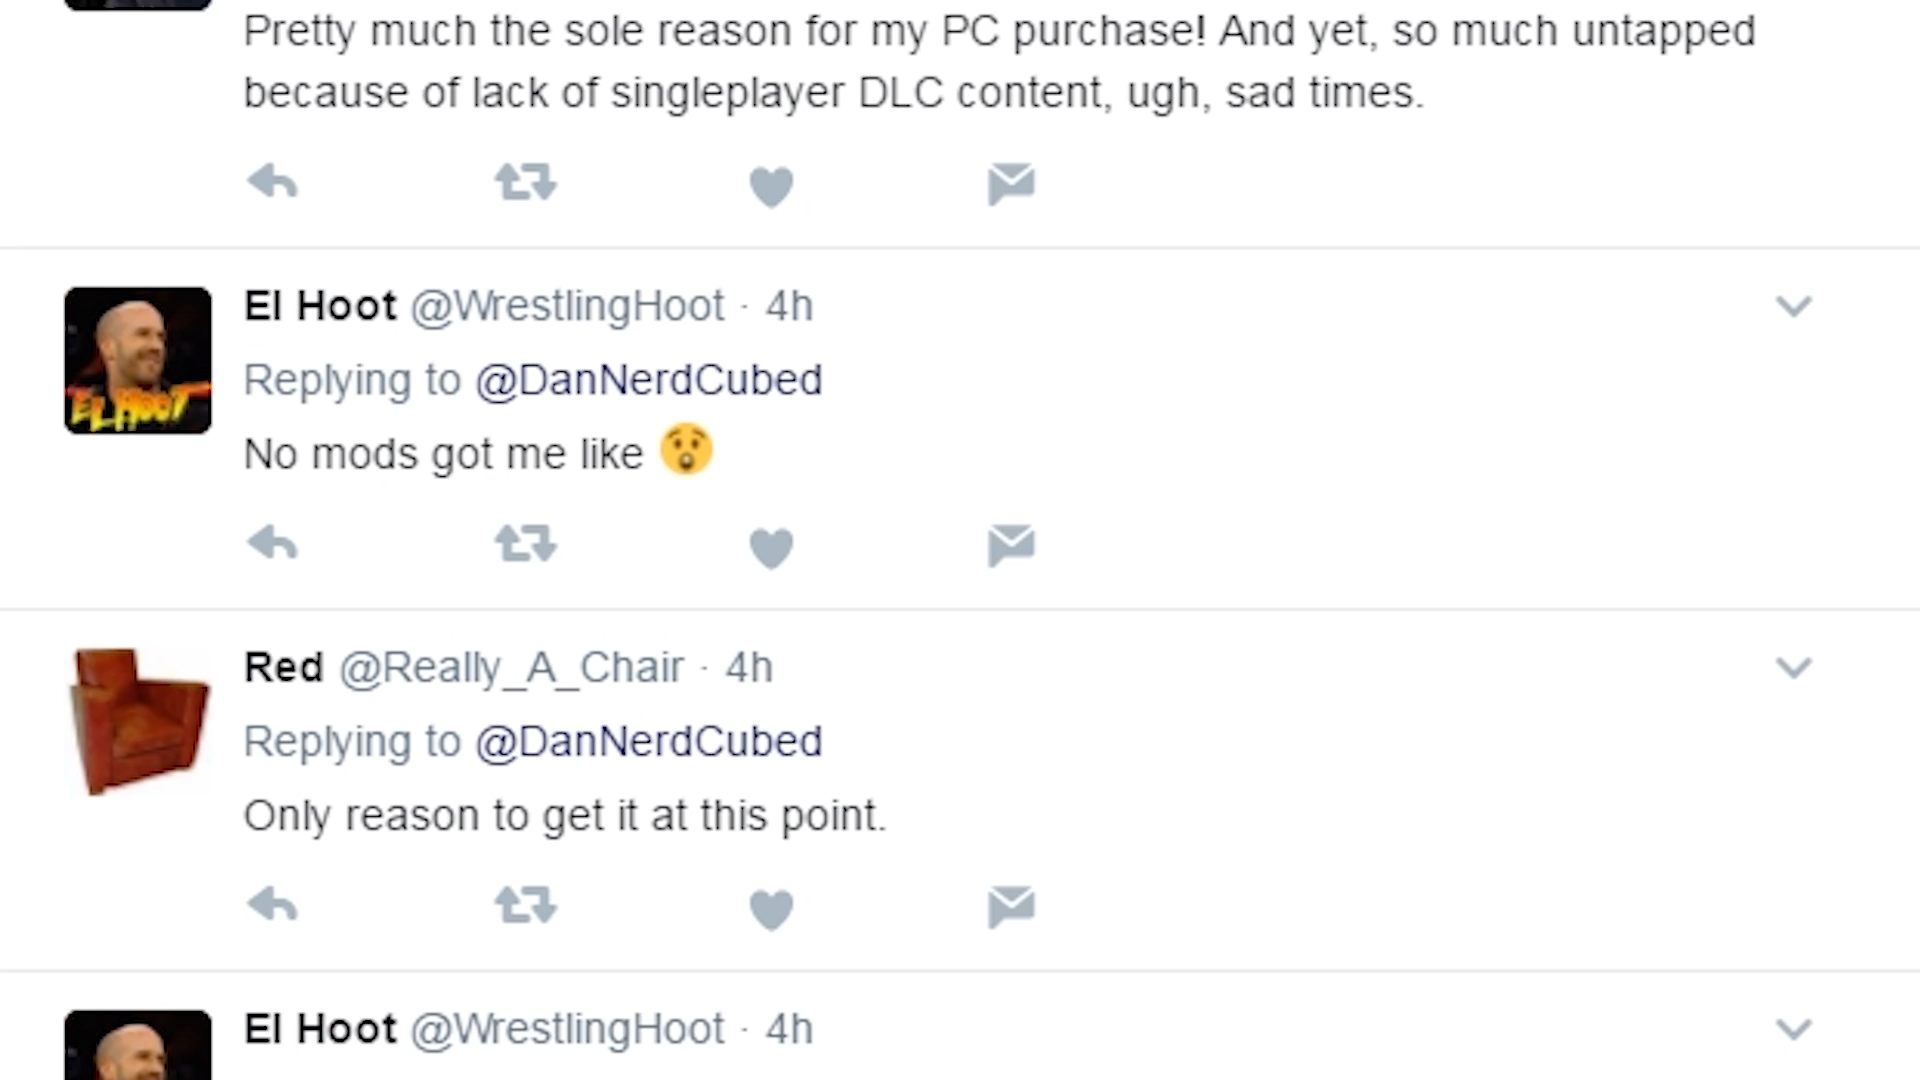 Pretty much the sole reason for my PC purchase! And yet, so much untapped
because of lack of singleplayer DLC content, ugh, sad times.
El Hoot @WrestlingHoot · 4h
Replying to @DanNerdCubed
EL HOOT
No mods got me like 😲
Red @Really_A_Chair · 4h
Replying to @DanNerdCubed
Only reason to get it at this point.
El Hoot @WrestlingHoot · 4h